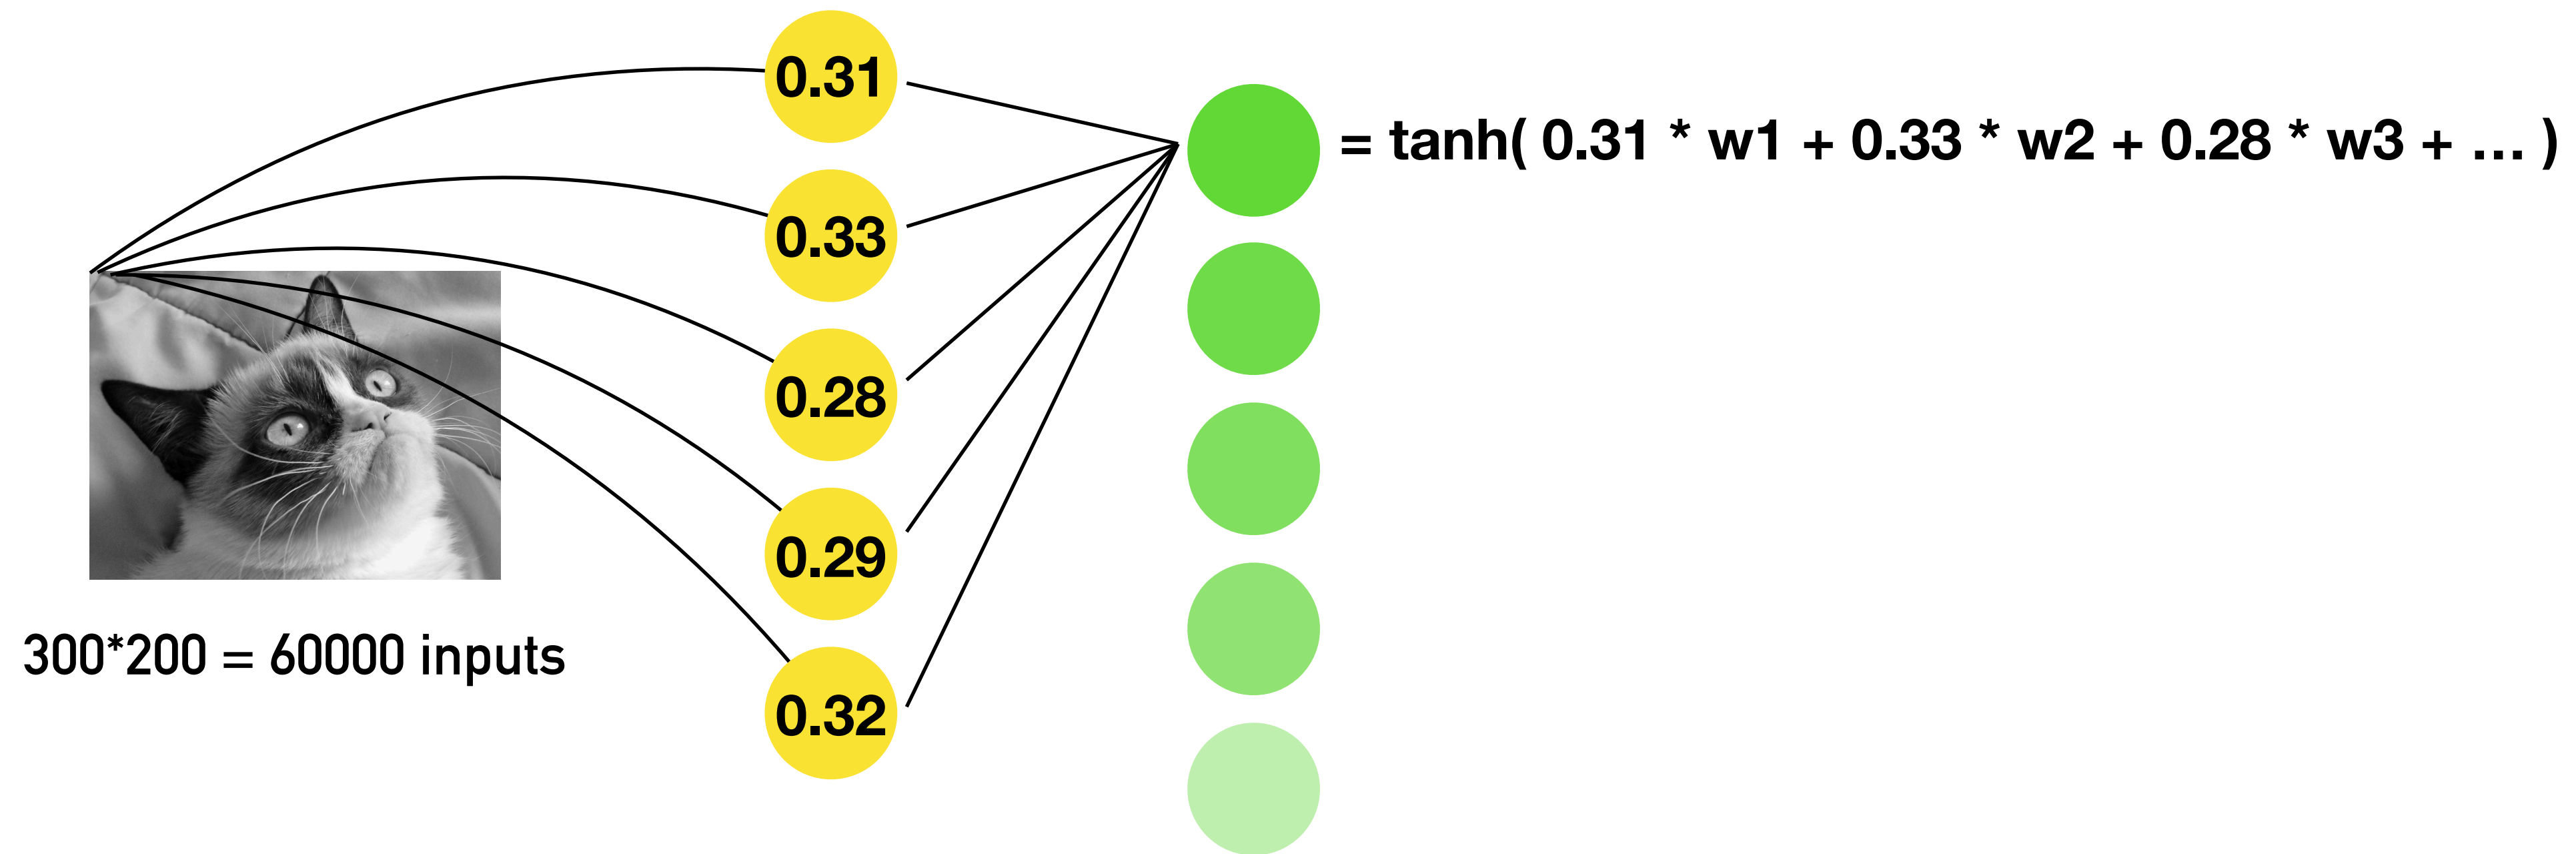 0.31
= tanh( 0.31 * w1 + 0.33 * w2 + 0.28 * w3 + ... )
0.33
0.28
0.29
300*200 = 60000 inputs
0.32